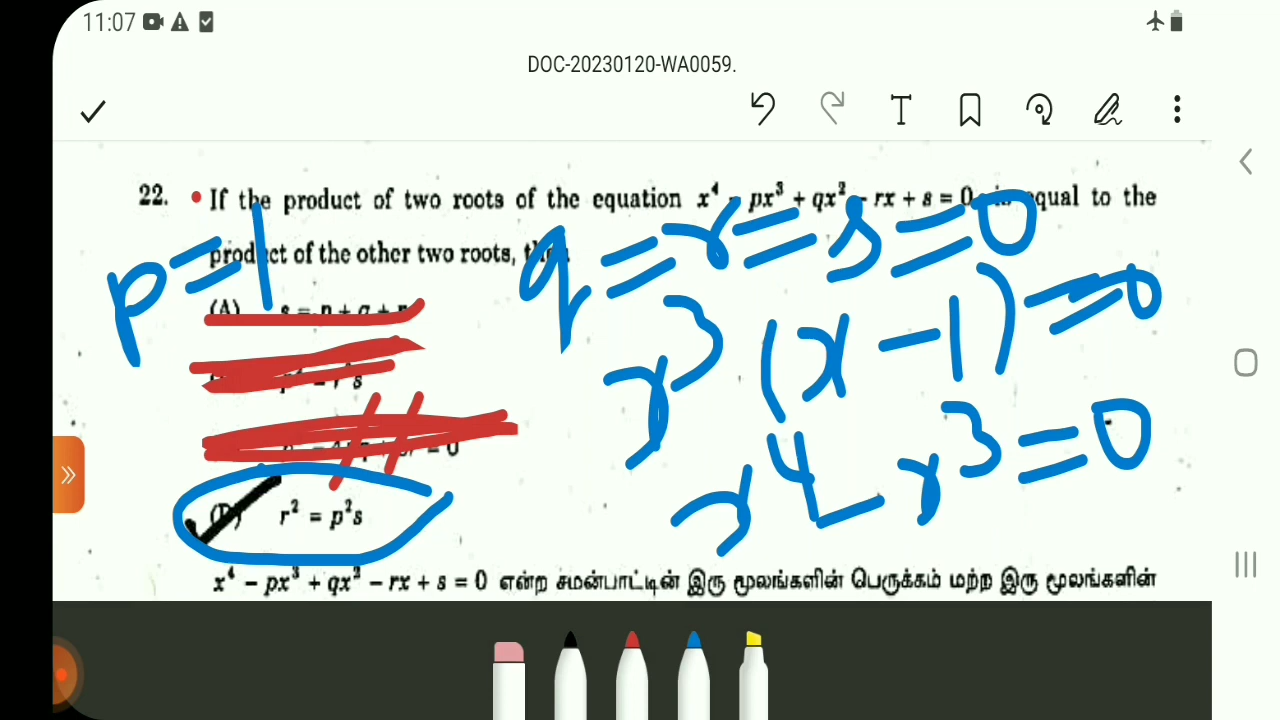 11:07
DOC-20230120-WA0059.
T
22. If the product of two roots of the equation x⁴ px³ + qx² - rx + s = 0 is equal to the
product of the other two roots,
p = 1
q = r = s = 0
(A) s = p + q + r
x³ (x - 1) = 0
r²s
= 0
x⁴ - x³ = 0
(D) r² = p²s
x⁴ - px³ + qx² - rx + s = 0 என்ற சமன்பாட்டின் இரு மூலங்களின் பெருக்கம் மற்ற இரு மூலங்களின்